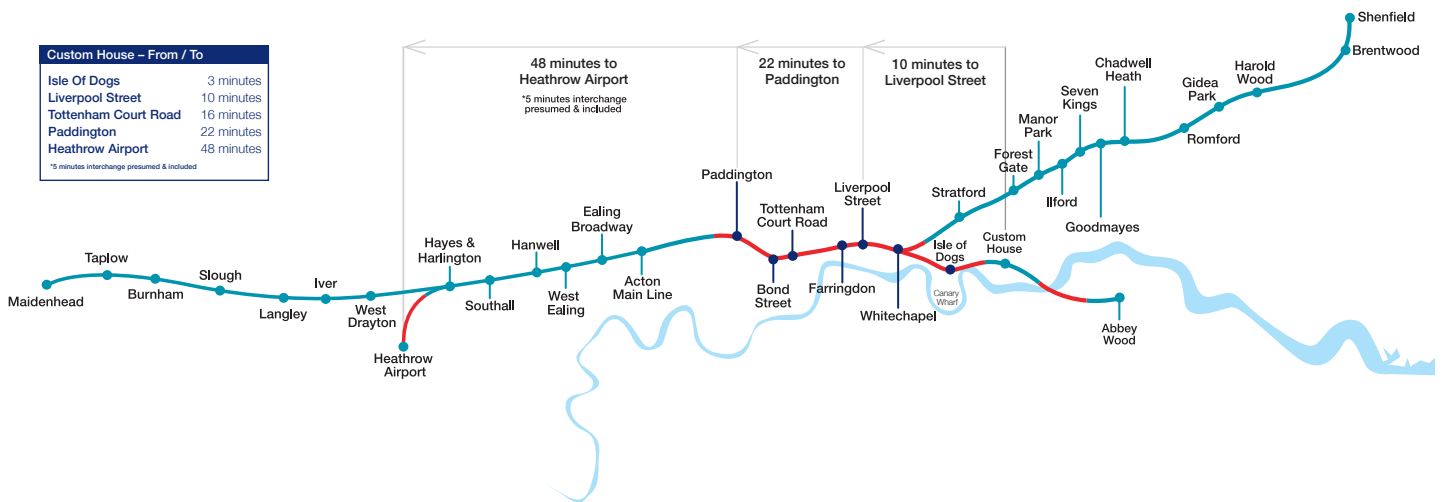 Custom House – From / To
Isle Of Dogs 3 minutes
Liverpool Street 10 minutes
Tottenham Court Road 16 minutes
Paddington 22 minutes
Heathrow Airport 48 minutes
*5 minutes interchange presumed & included
48 minutes to
Heathrow Airport
*5 minutes interchange
presumed & included
22 minutes to
Paddington
10 minutes to
Liverpool Street
Maidenhead
Taplow
Burnham
Slough
Langley
Iver
West
Drayton
Heathrow
Airport
Hayes &
Harlington
Southall
Hanwell
West
Ealing
Ealing
Broadway
Acton
Main Line
Paddington
Bond
Street
Tottenham
Court Road
Farringdon
Liverpool
Street
Whitechapel
Stratford
Forest
Gate
Manor
Park
Ilford
Seven
Kings
Goodmayes
Chadwell
Heath
Romford
Gidea
Park
Harold
Wood
Brentwood
Shenfield
Isle of
Dogs
Canary
Wharf
Custom
House
Abbey
Wood